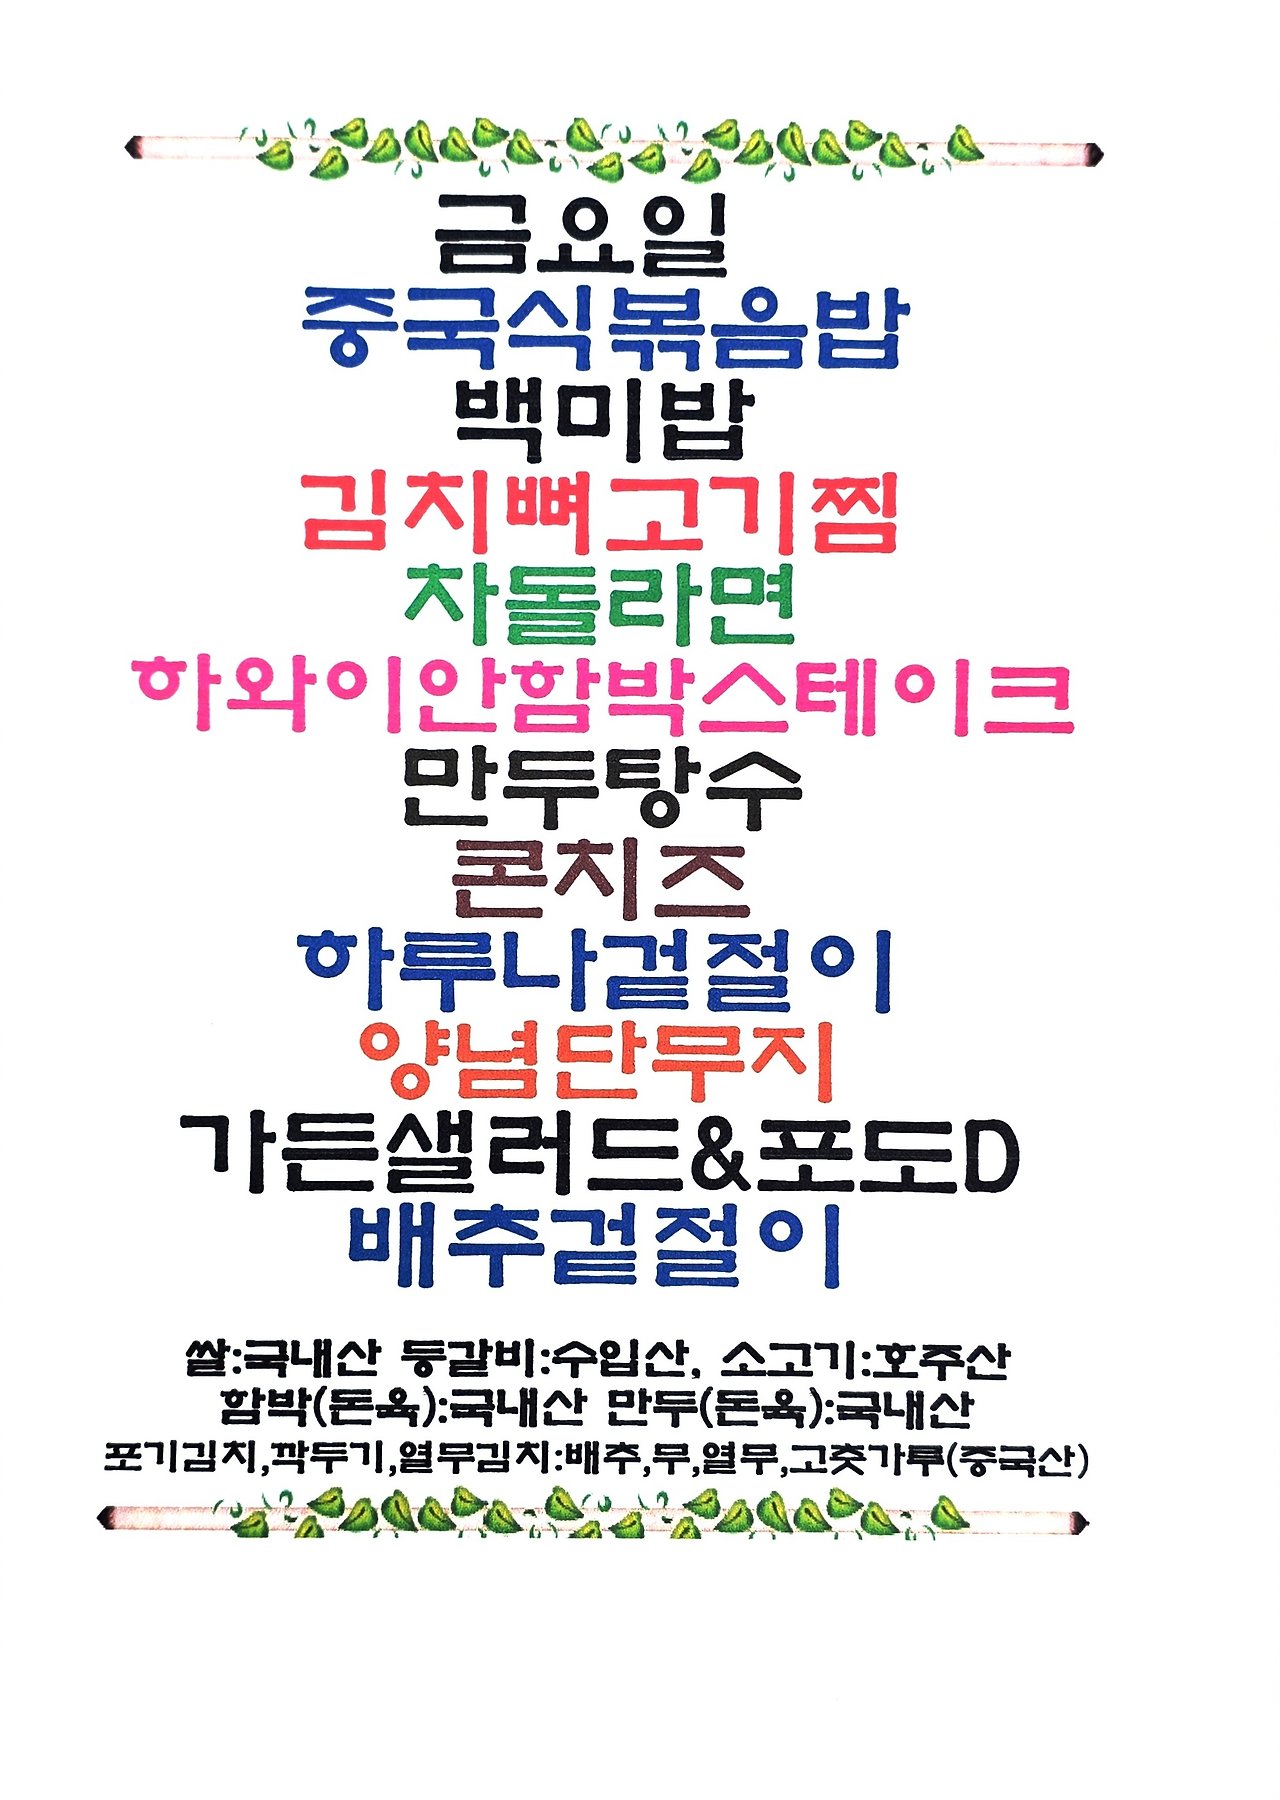 금요일
중국식볶음밥
백미밥
김치뼈고기찜
차돌라면
하와이안함박스테이크
만두탕수
콘치즈
하루나겉절이
양념단무지
가든샐러드&포도D
배추겉절이
쌀:국내산 등갈비:수입산, 소고기:호주산
함박(돈육):국내산 만두(돈육):국내산
포기김치,깍두기,열무김치:배추,무,열무,고춧가루(중국산)